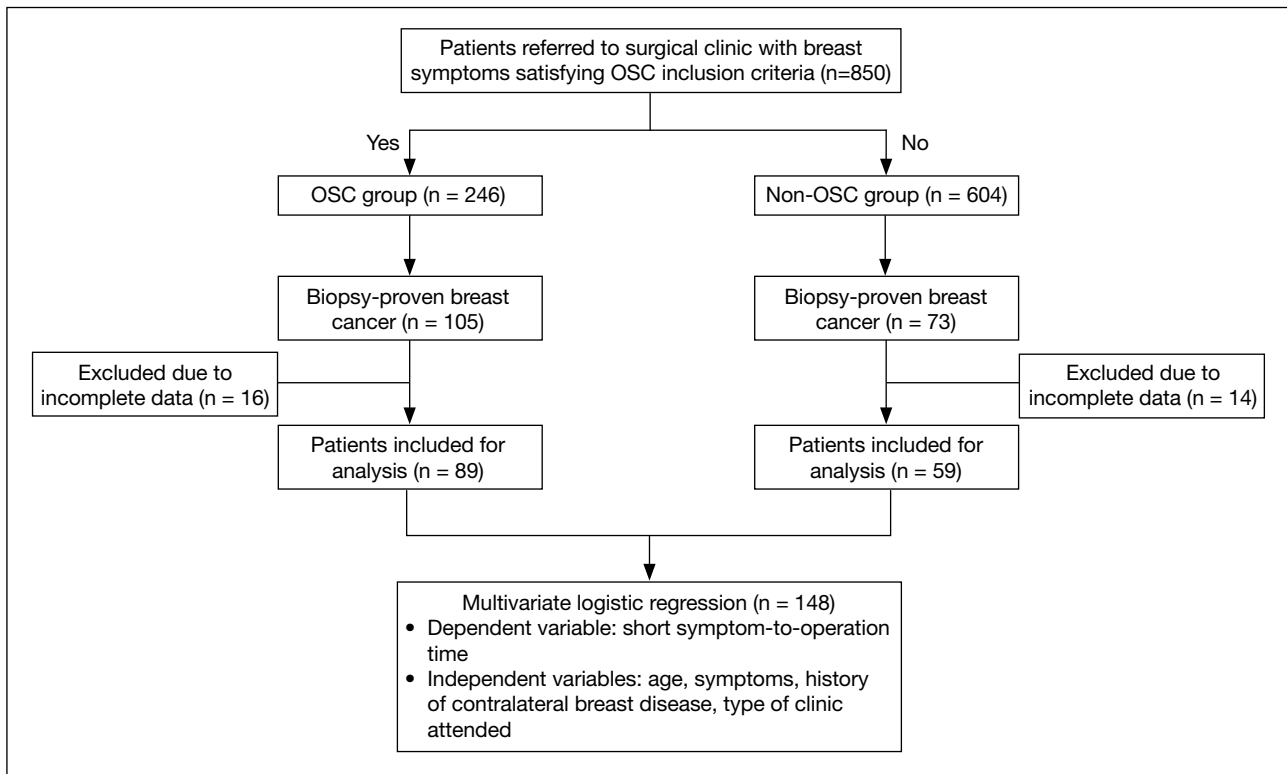 Patients referred to surgical clinic with breast
symptoms satisfying OSC inclusion criteria (n=850)
Yes
No
OSC group (n = 246)
Non-OSC group (n = 604)
Biopsy-proven breast
cancer (n = 105)
Biopsy-proven breast
cancer (n = 73)
Excluded due to
incomplete data (n = 16)
Excluded due to
incomplete data (n = 14)
Patients included for
analysis (n = 89)
Patients included for
analysis (n = 59)
Multivariate logistic regression (n = 148)
• Dependent variable: short symptom-to-operation
time
• Independent variables: age, symptoms, history
of contralateral breast disease, type of clinic
attended